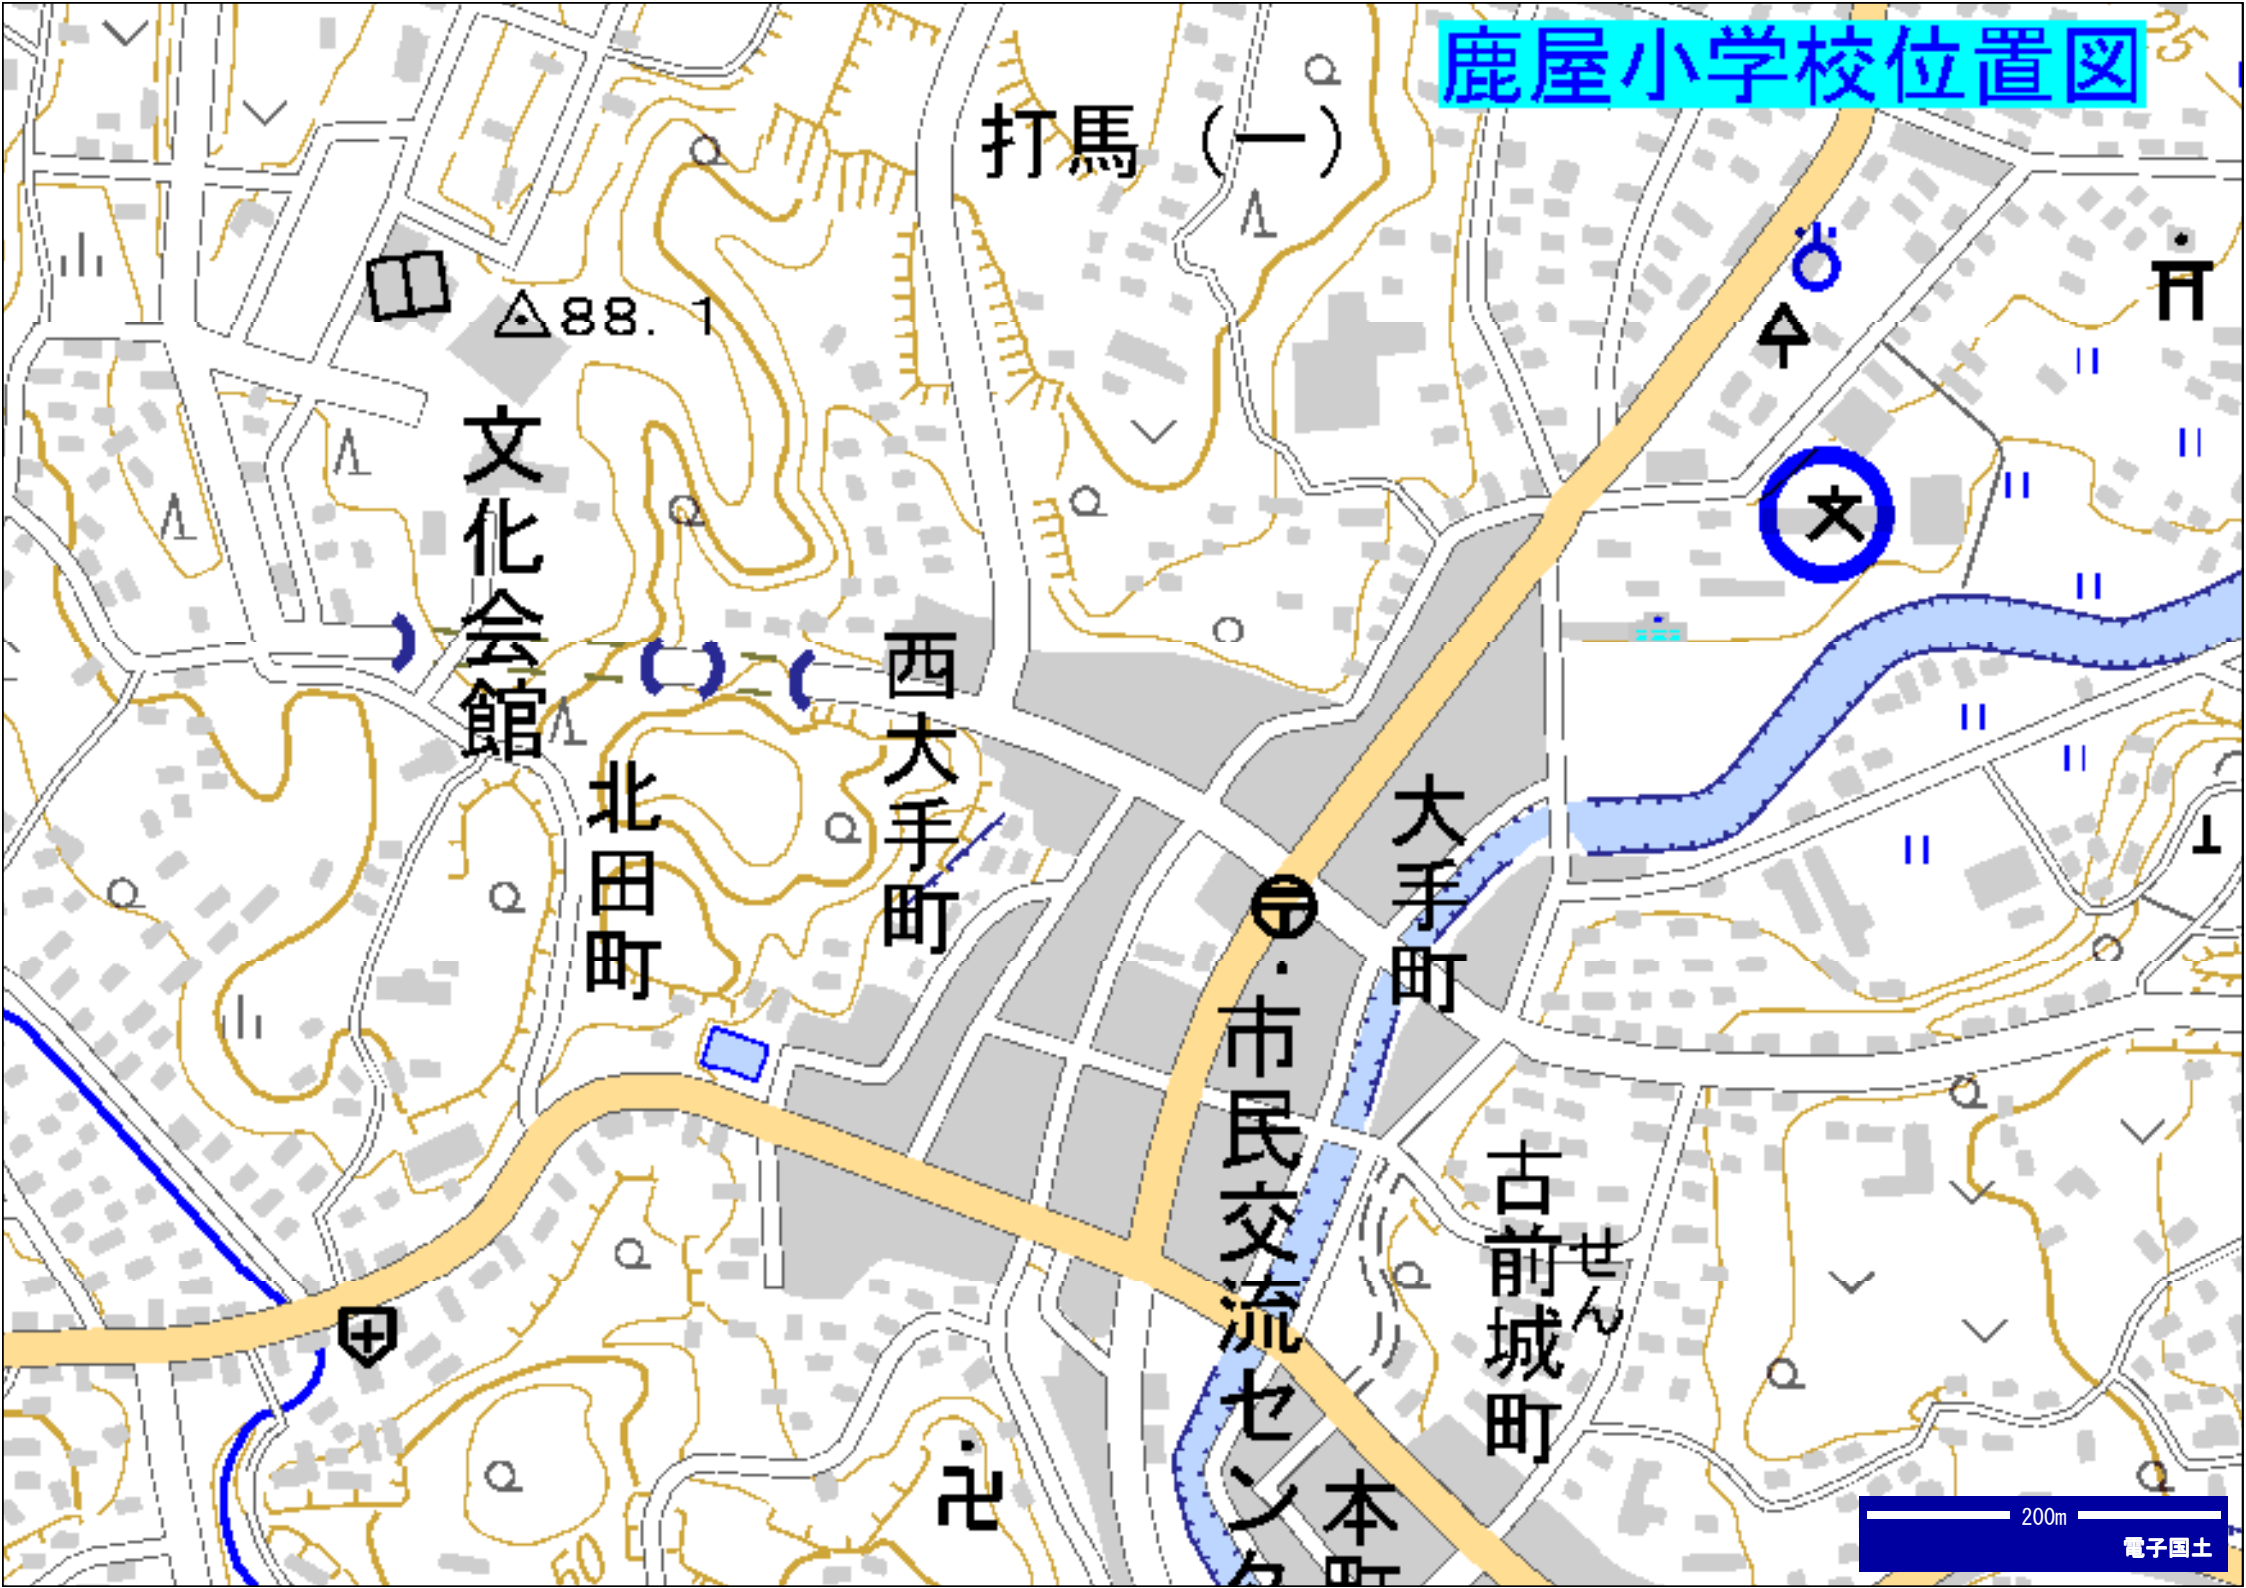 鹿屋小学校位置図
25
打馬（一）
88.1
文化会館
西大手町
北田町
大手町
・市民交流センタ
古前城町
せん
本町
50
200m
電子国土